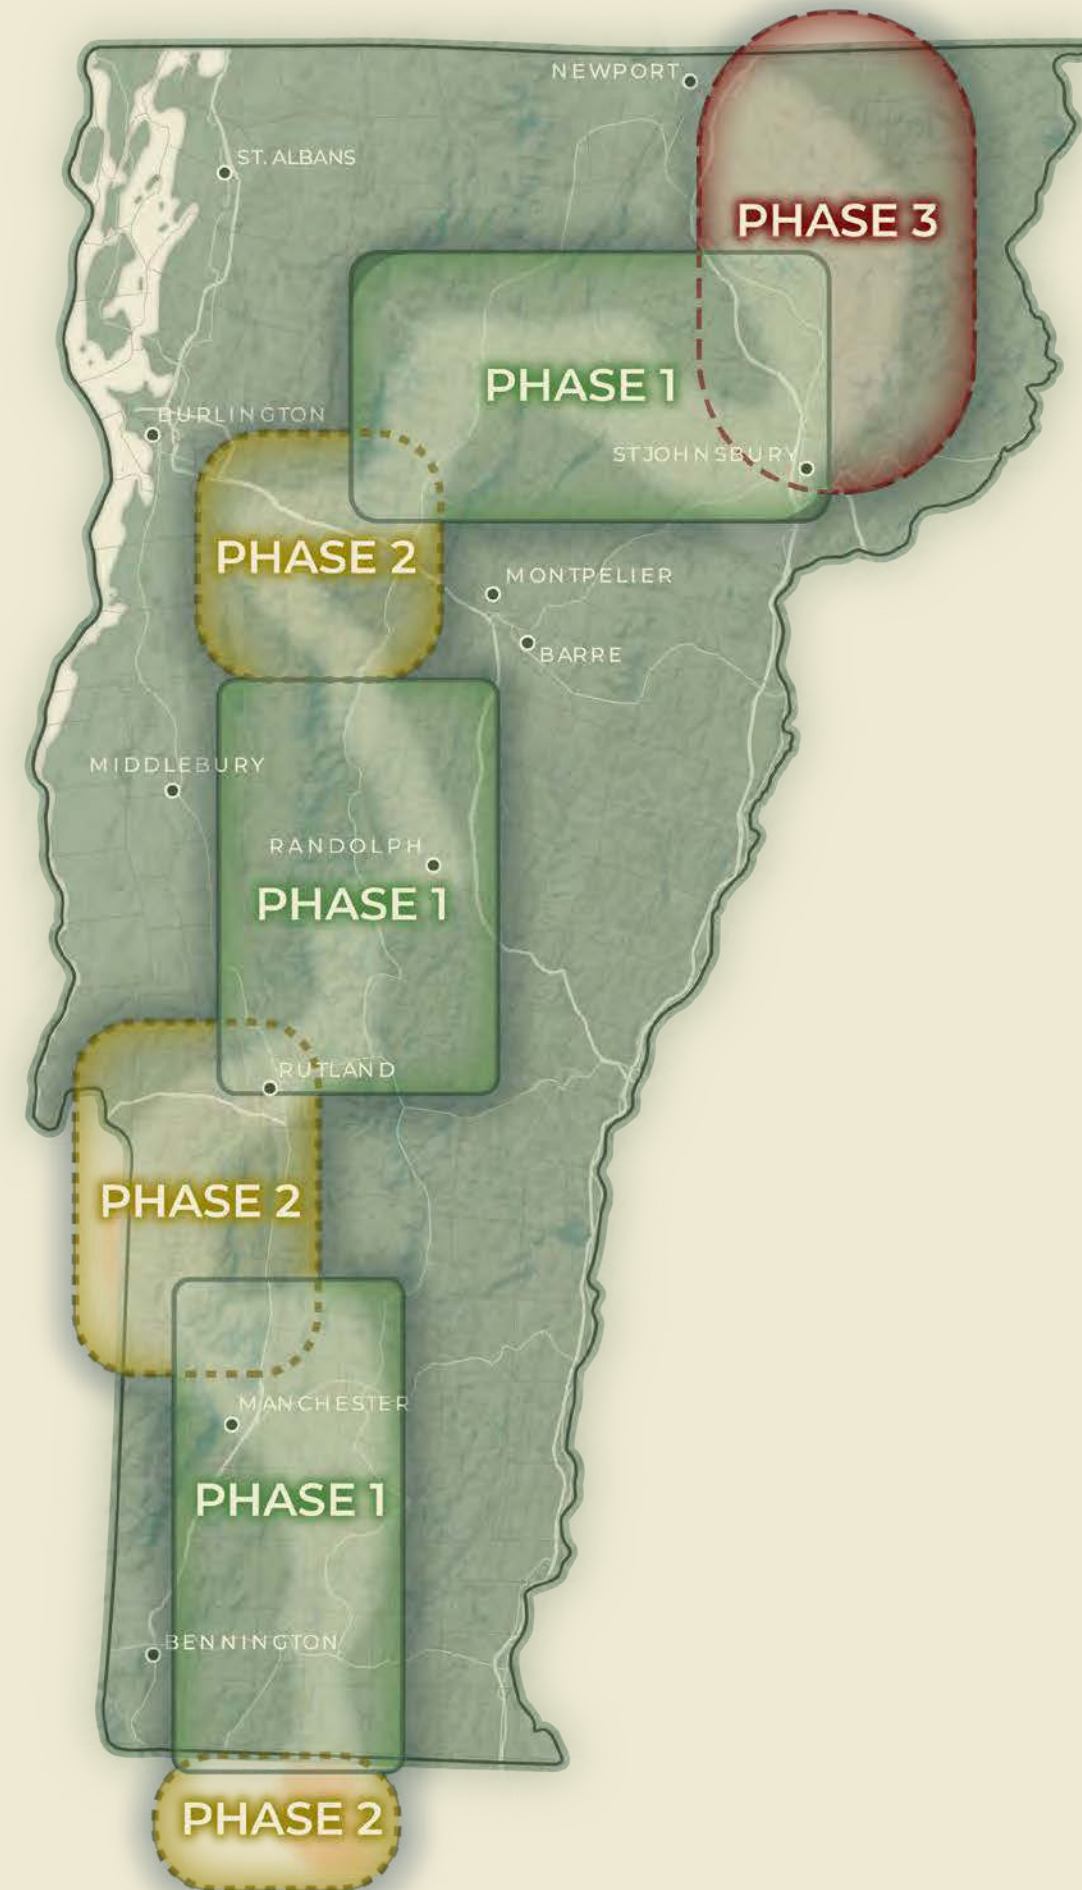 NEWPORT
ST. ALBANS
PHASE 3
PHASE 1
BURLINGTON
STJOHNSBURY
PHASE 2
MONTPELIER
BARRE
MIDDLEBURY
RANDOLPH
PHASE 1
RUTLAND
PHASE 2
MANCHESTER
PHASE 1
BENNINGTON
PHASE 2